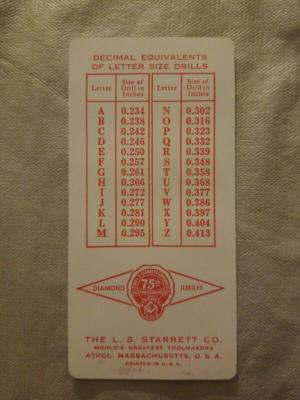 DECIMAL EQUIVALENTS
OF LETTER SIZE DRILLS
Letter Size of Drill in Inches Letter Size of Drill in Inches
A 0.234 N 0.302
B 0.238 O 0.316
C 0.242 P 0.323
D 0.246 Q 0.332
E 0.250 R 0.339
F 0.257 S 0.348
G 0.261 T 0.358
H 0.266 U 0.368
I 0.272 V 0.377
J 0.277 W 0.386
K 0.281 X 0.397
L 0.290 Y 0.404
M 0.295 Z 0.413
DIAMOND 75 JUBILEE
THE L. S. STARRETT CO.
WORLD'S GREATEST TOOLMAKERS
ATHOL, MASSACHUSETTS, U. S. A.
PRINTED IN U. S. A.